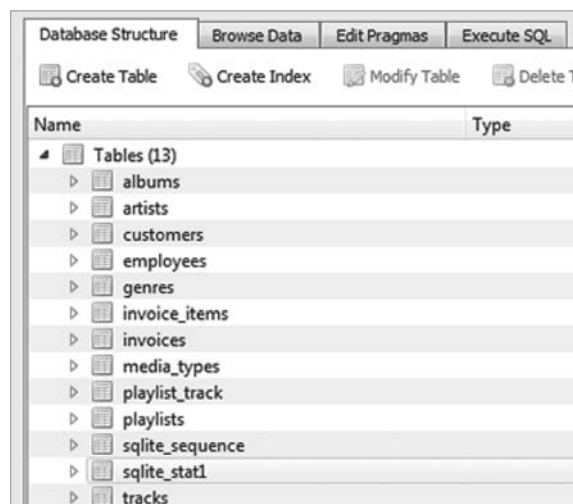 Database Structure Browse Data Edit Pragmas Execute SQL
Create Table Create Index Modify Table Delete
Name Type
Tables (13)
albums
artists
customers
employees
genres
invoice_items
invoices
media_types
playlist_track
playlists
sqlite_sequence
sqlite_stat1
tracks